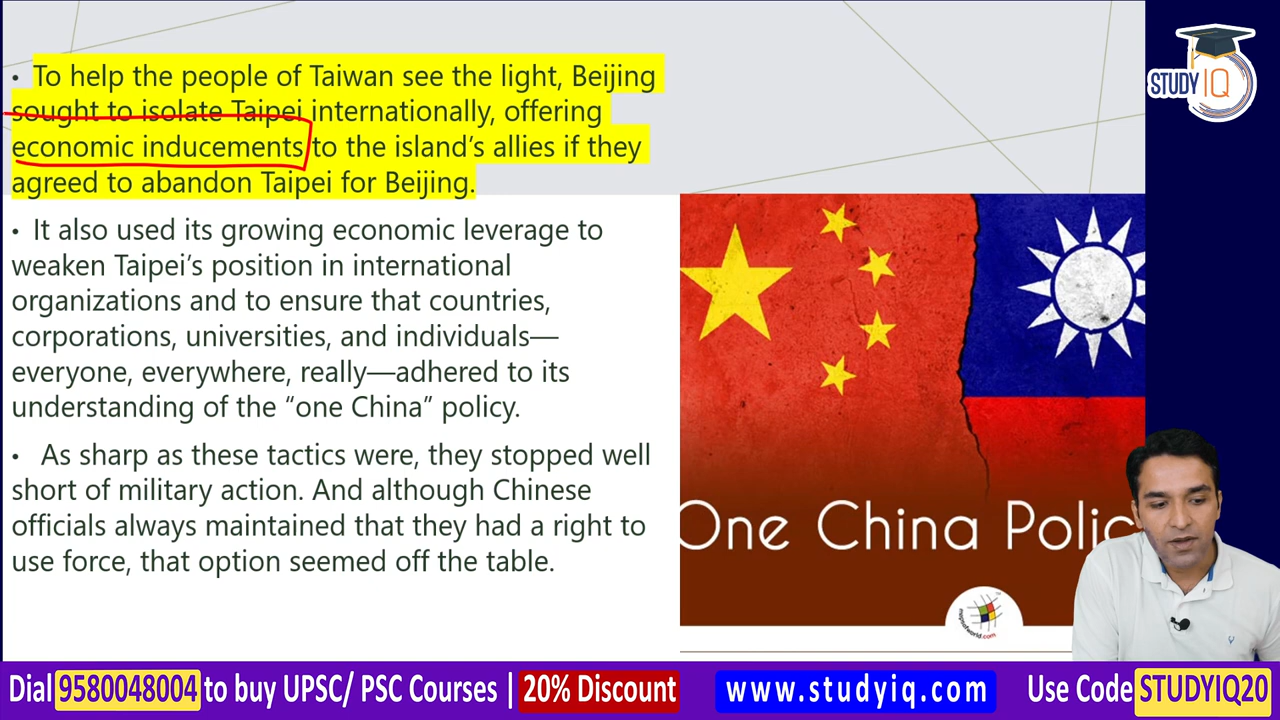 • To help the people of Taiwan see the light, Beijing
sought to isolate Taipei internationally, offering
economic inducements to the island’s allies if they
agreed to abandon Taipei for Beijing.
• It also used its growing economic leverage to
weaken Taipei’s position in international
organizations and to ensure that countries,
corporations, universities, and individuals—
everyone, everywhere, really—adhered to its
understanding of the “one China” policy.
• As sharp as these tactics were, they stopped well
short of military action. And although Chinese
officials always maintained that they had a right to
use force, that option seemed off the table.
STUDY IQ
One China Polic
mapsofworld.com
Dial 9580048004 to buy UPSC/ PSC Courses | 20% Discount www.studyiq.com Use Code STUDYIQ20